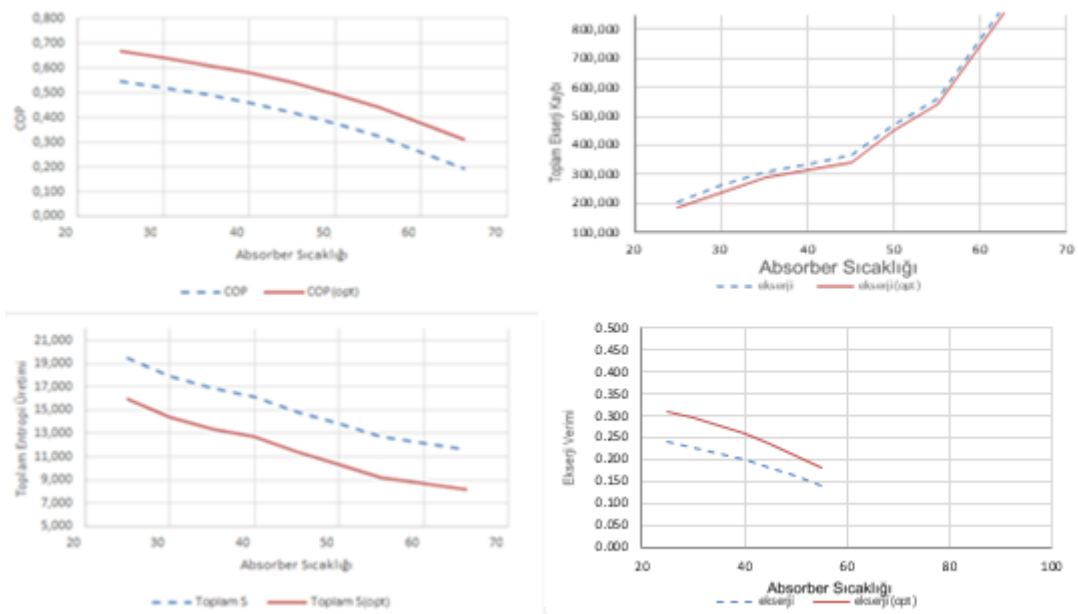 0,800
0,700
0,600
0,500
0,400
0,300
0,200
0,100
0,000
COP
20 30 40 50 60 70
Absorber Sıcaklığı
COP COP(opt)
800,000
700,000
600,000
500,000
400,000
300,000
200,000
100,000
Toplam Ekserji Kaybı
20 30 40 50 60 70
Absorber Sıcaklığı
ekserji ekserji(opt.)
21,000
19,000
17,000
15,000
13,000
11,000
9,000
7,000
5,000
Toplam Entropi Üretimi
20 30 40 50 60 70
Absorber Sıcaklığı
Toplam S Toplam S(opt)
0.500
0.450
0.400
0.350
0.300
0.250
0.200
0.150
0.100
0.050
0.000
Ekserji Verimi
20 40 60 80 100
Absorber Sıcaklığı
ekserji ekserji(opt.)